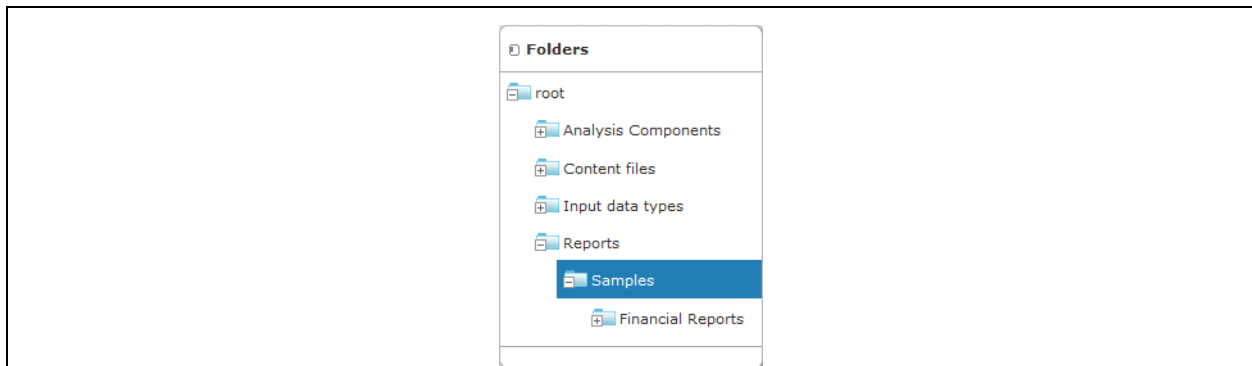 Folders
root
Analysis Components
Content files
Input data types
Reports
Samples
Financial Reports